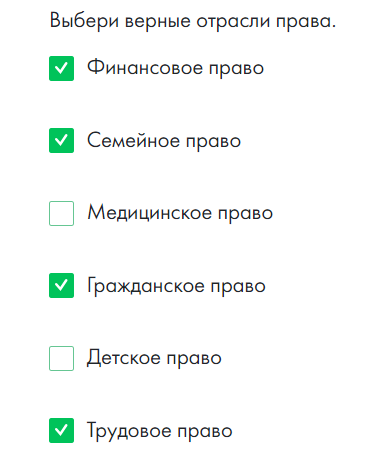 Выбери верные отрасли права.
Финансовое право
Семейное право
Медицинское право
Гражданское право
Детское право
Трудовое право